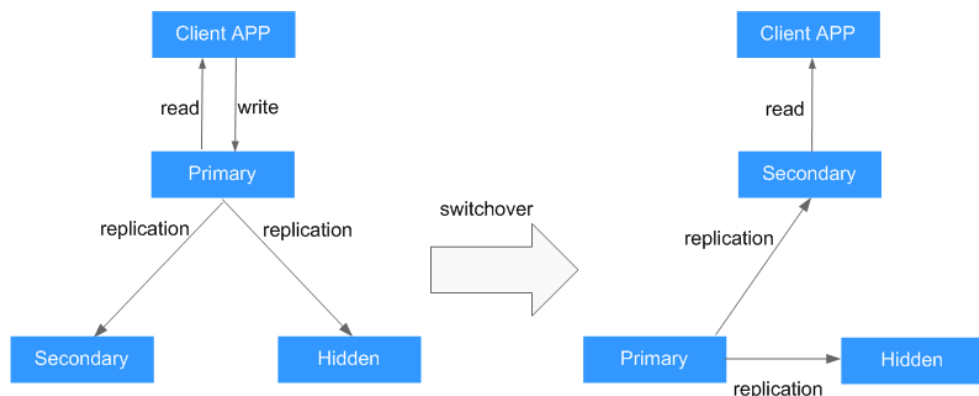 Client APP
read
write
Primary
replication
replication
Secondary
Hidden
switchover
Client APP
read
Secondary
replication
Primary
replication
Hidden